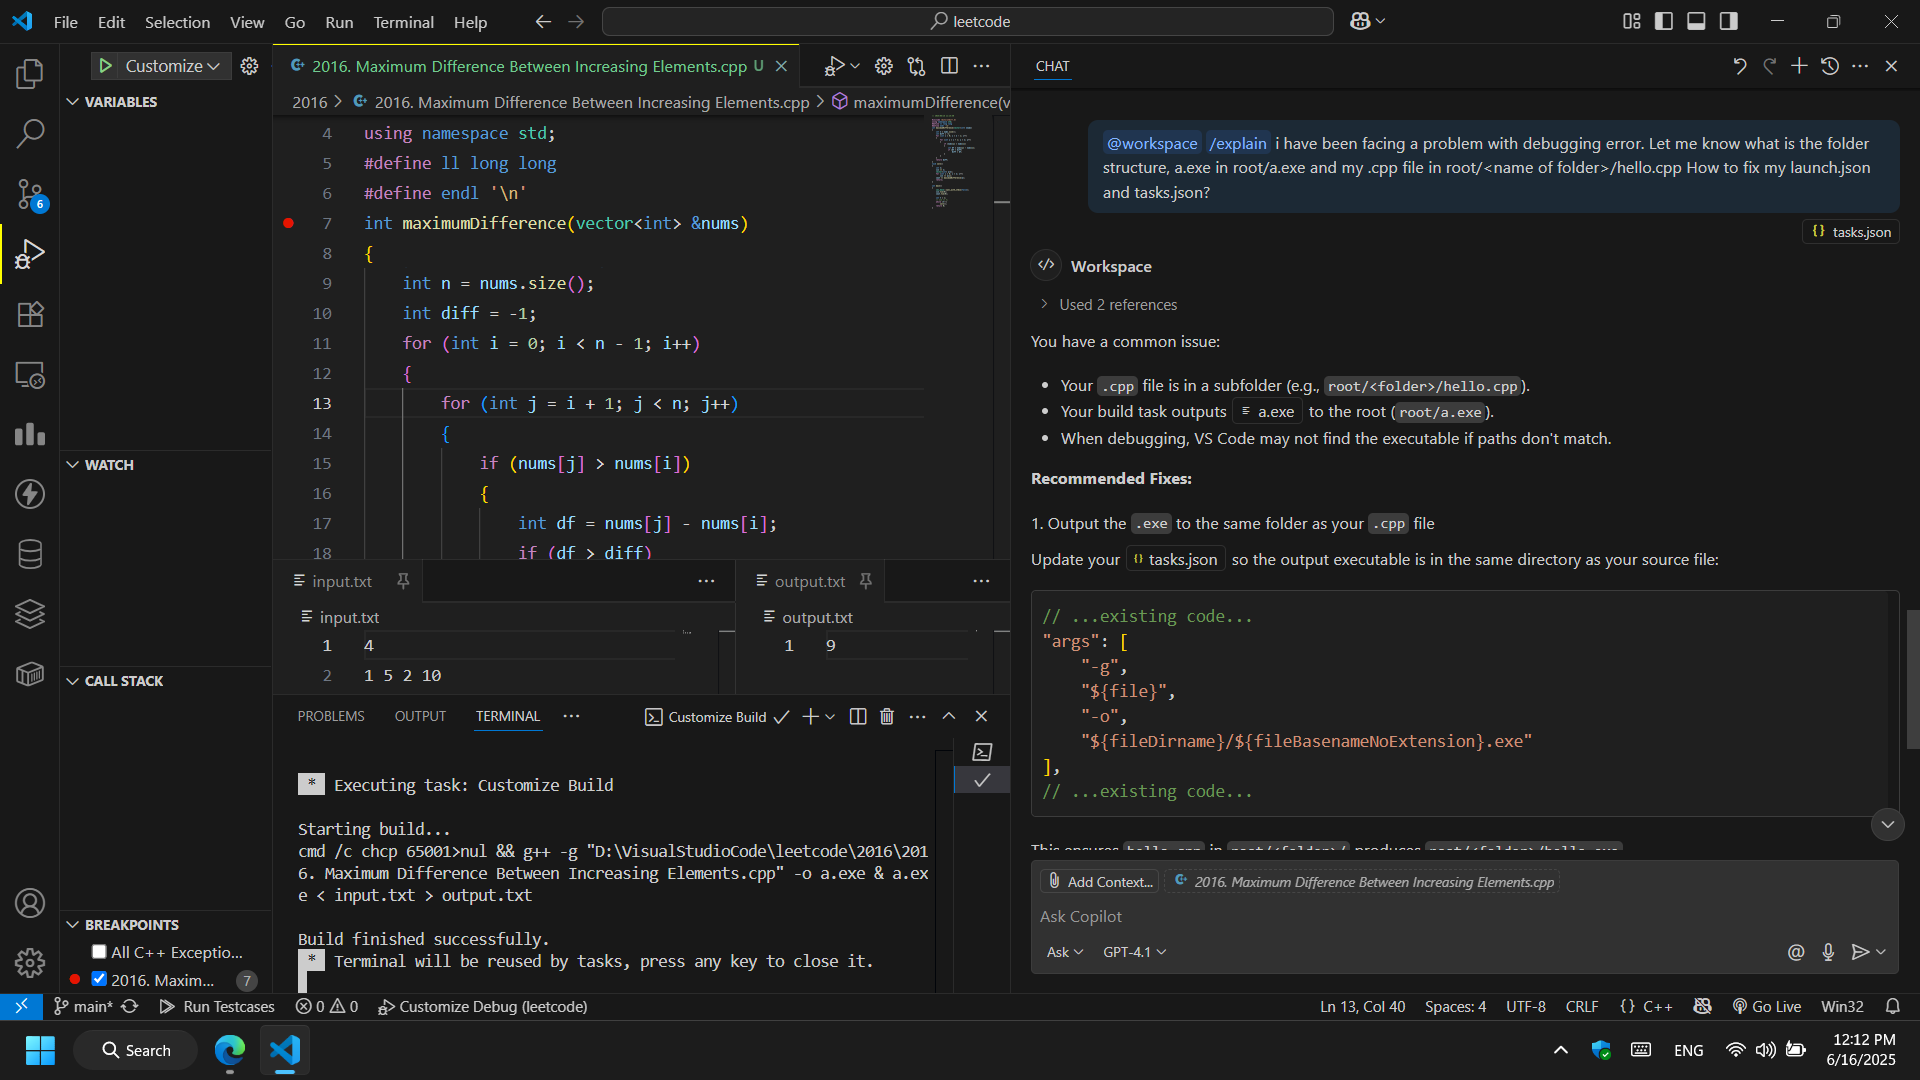 File Edit Selection View Go Run Terminal Help
leetcode
Customize
VARIABLES
WATCH
CALL STACK
BREAKPOINTS
All C++ Exceptio...
2016. Maxim... 7
6
2016. Maximum Difference Between Increasing Elements.cpp U
2016 > 2016. Maximum Difference Between Increasing Elements.cpp > maximumDifference(v
4 using namespace std;
5 #define ll long long
6 #define endl '\n'
7 int maximumDifference(vector<int> &nums)
8 {
9 int n = nums.size();
10 int diff = -1;
11 for (int i = 0; i < n - 1; i++)
12 {
13 for (int j = i + 1; j < n; j++)
14 {
15 if (nums[j] > nums[i])
16 {
17 int df = nums[j] - nums[i];
18 if (df > diff)
input.txt
input.txt
1 4
2 1 5 2 10
output.txt
output.txt
1 9
PROBLEMS OUTPUT TERMINAL ... Customize Build
* Executing task: Customize Build
Starting build...
cmd /c chcp 65001>nul && g++ -g "D:\VisualStudioCode\leetcode\2016\201
6. Maximum Difference Between Increasing Elements.cpp" -o a.exe & a.ex
e < input.txt > output.txt
Build finished successfully.
* Terminal will be reused by tasks, press any key to close it.
CHAT
@workspace /explain i have been facing a problem with debugging error. Let me know what is the folder
structure, a.exe in root/a.exe and my .cpp file in root/<name of folder>/hello.cpp How to fix my launch.json
and tasks.json?
{} tasks.json
Workspace
> Used 2 references
You have a common issue:
• Your .cpp file is in a subfolder (e.g., root/<folder>/hello.cpp).
• Your build task outputs a.exe to the root (root/a.exe).
• When debugging, VS Code may not find the executable if paths don't match.
Recommended Fixes:
1. Output the .exe to the same folder as your .cpp file
Update your {} tasks.json so the output executable is in the same directory as your source file:
// ...existing code...
"args": [
"-g",
"${file}",
"-o",
"${fileDirname}/${fileBasenameNoExtension}.exe"
],
// ...existing code...
This ensures hello.cpp in root/<folder>/ produces root/<folder>/hello.exe
Add Context... 2016. Maximum Difference Between Increasing Elements.cpp
Ask Copilot
Ask GPT-4.1
main* Run Testcases 0 0 Customize Debug (leetcode) Ln 13, Col 40 Spaces: 4 UTF-8 CRLF {} C++ Go Live Win32
Search ENG 12:12 PM
6/16/2025